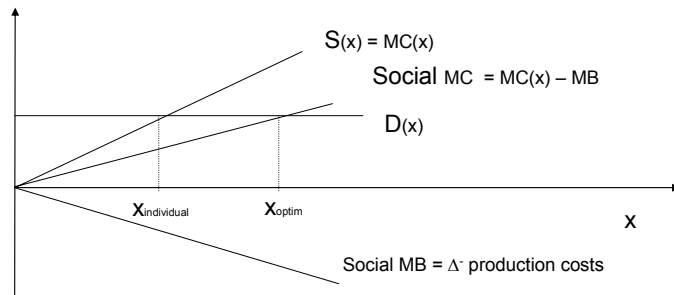 S(x) = MC(x)
Social MC = MC(x) – MB
D(x)
Xindividual
Xoptim
X
Social MB = Δ- production costs